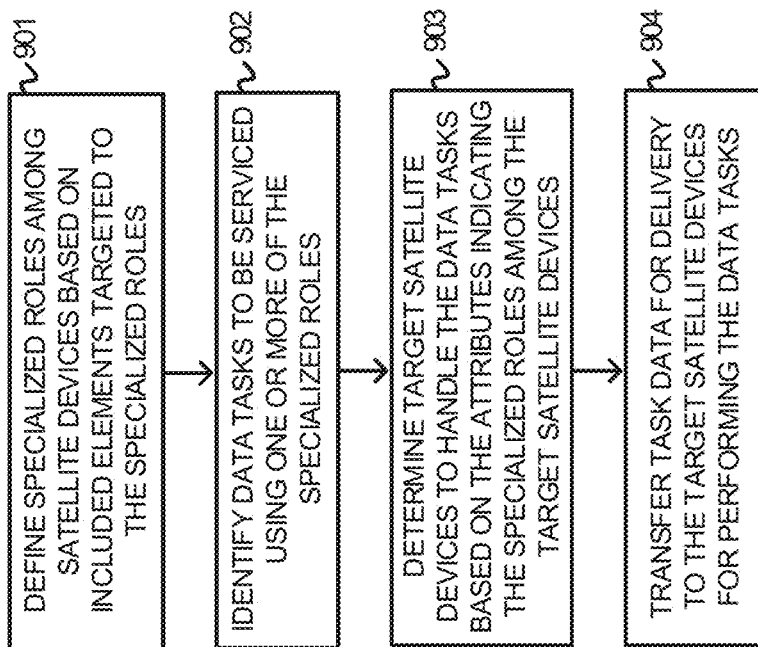 901
DEFINE SPECIALIZED ROLES AMONG
SATELLITE DEVICES BASED ON
INCLUDED ELEMENTS TARGETED TO
THE SPECIALIZED ROLES
902
IDENTIFY DATA TASKS TO BE SERVICED
USING ONE OR MORE OF THE
SPECIALIZED ROLES
903
DETERMINE TARGET SATELLITE
DEVICES TO HANDLE THE DATA TASKS
BASED ON THE ATTRIBUTES INDICATING
THE SPECIALIZED ROLES AMONG THE
TARGET SATELLITE DEVICES
904
TRANSFER TASK DATA FOR DELIVERY
TO THE TARGET SATELLITE DEVICES
FOR PERFORMING THE DATA TASKS